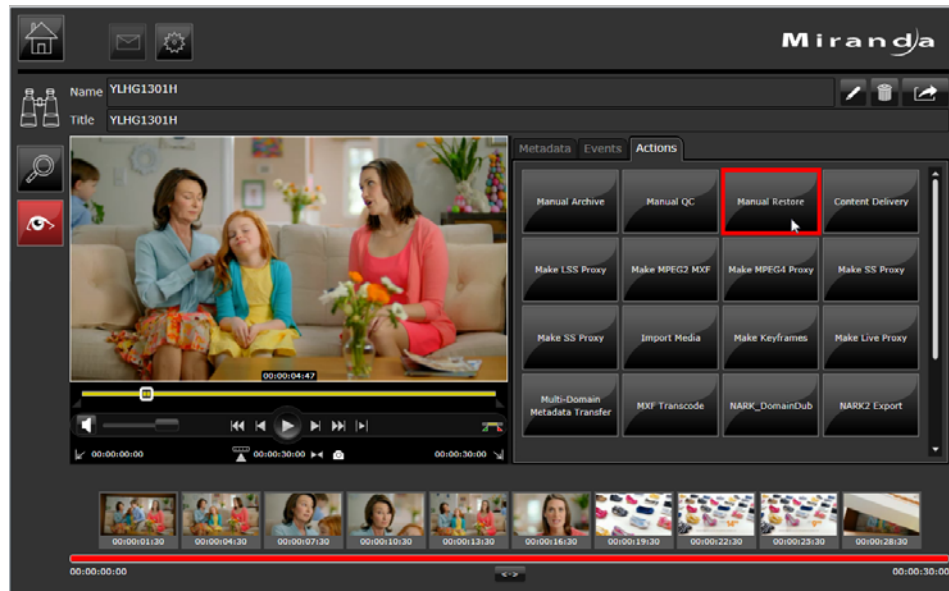 Miranda
Name YLHG1301H
Title YLHG1301H
Metadata Events Actions
Manual Archive
Manual QC
Manual Restore
Content Delivery
Make LSS Proxy
Make MPEG2 MXF
Make MPEG4 Proxy
Make SS Proxy
Make SS Proxy
Import Media
Make Keyframes
Make Live Proxy
Multi-Domain
Metadata Transfer
MXF Transcode
NARK_DomainDub
NARK2 Export
00:00:04:47
00:00:00:00 00:00:30:00 00:00:30:00
00:00:01:30 00:00:04:30 00:00:07:30 00:00:10:30 00:00:13:30 00:00:16:30 00:00:19:30 00:00:22:30 00:00:25:30 00:00:28:30
00:00:00:00 <-> 00:00:30:00